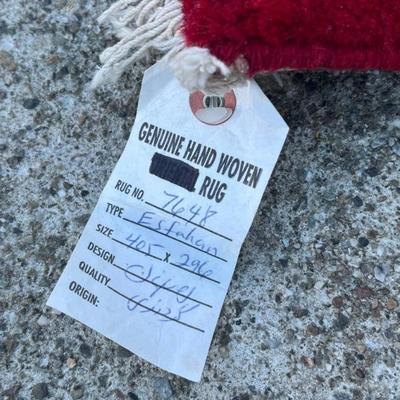 GENUINE HAND WOVEN
RUG
RUG NO. 7648
TYPE Esfahan
SIZE 405 x 296
DESIGN
QUALITY
ORIGIN: